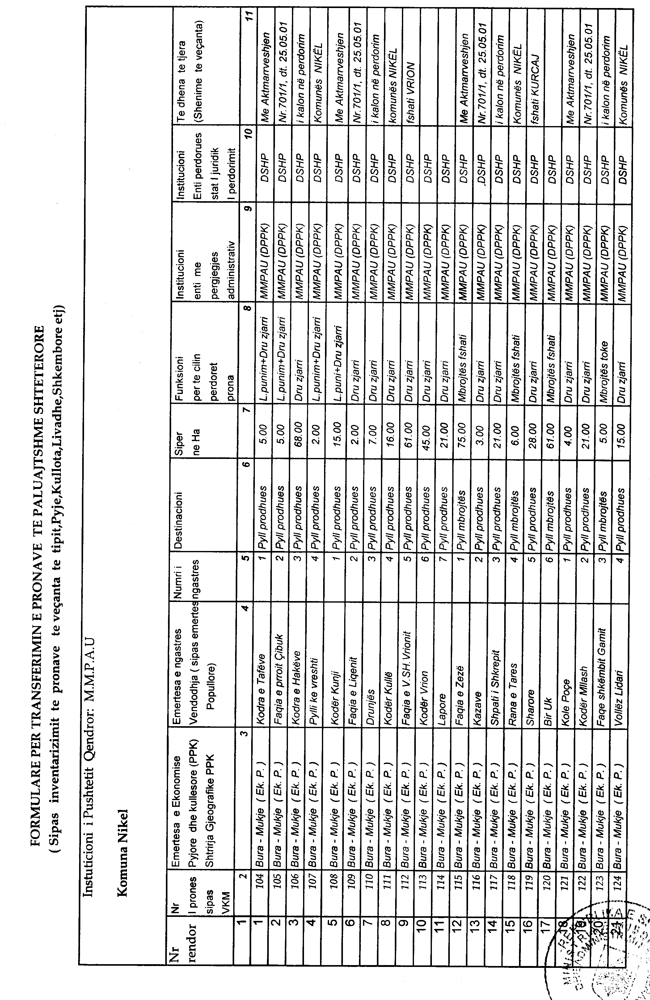 FORMULARE PER TRANSFERIMIN E PRONAVE TE PALUAJTSHME SHTETERORE
( Sipas inventarizimit te pronave te veçanta te tipit,Pyje,Kullota,Livadhe,Shkembore etj)
Instuticioni i Pushtetit Qendror: M.M.P.A.U
Komuna Nikel
Nr rendor | Nr I prones sipas VKM | Emertesa e Ekonomise Pyjore dhe kullesore (PPK) Shtrirja Gjeografike PPK | Emertesa e ngastres Vendodhja ( sipas emertes Popullore) | Numri i ngastres | Destinacioni | Siper ne Ha | Funksioni per te cilin perdoret prona | Institucioni enti me pergjegjes administrativ | Institucioni Enti perdorues stat I juridik I perdorimit | Te dhena te tjera (Shenime te veçanta)
1 | 2 | 3 | 4 | 5 | 6 | 7 | 8 | 9 | 10 | 11
1 | 104 | Bura - Mukje ( Ek. P. ) | Kodra e Tafëve | 1 | Pyll prodhues | 5.00 | L.punim+Dru zjarri | MMPAU (DPPK) | DSHP | Me Aktmarrveshjen
2 | 105 | Bura - Mukje ( Ek. P. ) | Faqia e prroit Çibuk | 2 | Pyll prodhues | 5.00 | L.punim+Dru zjarri | MMPAU (DPPK) | DSHP | Nr.701/1, dt. 25.05.01
3 | 106 | Bura - Mukje ( Ek. P. ) | Kodra e Hakëve | 3 | Pyll prodhues | 68.00 | Dru zjarri | MMPAU (DPPK) | DSHP | i kalon në perdorim
4 | 107 | Bura - Mukje ( Ek. P. ) | Pylli ke vreshti | 4 | Pyll prodhues | 2.00 | L.punim+Dru zjarri | MMPAU (DPPK) | DSHP | Komunës NIKËL
5 | 108 | Bura - Mukje ( Ek. P. ) | Kodër Kunji | 1 | Pyll prodhues | 15.00 | L.puni+Dru zjarri | MMPAU (DPPK) | DSHP | Me Aktmarrveshjen
6 | 109 | Bura - Mukje ( Ek. P. ) | Faqia e Liqenit | 2 | Pyll prodhues | 2.00 | Dru zjarri | MMPAU (DPPK) | DSHP | Nr.701/1, dt. 25.05.01
7 | 110 | Bura - Mukje ( Ek. P. ) | Drunjës | 3 | Pyll prodhues | 7.00 | Dru zjarri | MMPAU (DPPK) | DSHP | i kalon në perdorim
8 | 111 | Bura - Mukje ( Ek. P. ) | Kodër Kullë | 4 | Pyll prodhues | 16.00 | Dru zjarri | MMPAU (DPPK) | DSHP | komunës NIKËL
9 | 112 | Bura - Mukje ( Ek. P. ) | Faqia e V.SH.Vrionit | 5 | Pyll prodhues | 61.00 | Dru zjarri | MMPAU (DPPK) | DSHP | fshati VRION
10 | 113 | Bura - Mukje ( Ek. P. ) | Kodër Vrion | 6 | Pyll prodhues | 45.00 | Dru zjarri | MMPAU (DPPK) | DSHP
11 | 114 | Bura - Mukje ( Ek. P. ) | Lapore | 7 | Pyll prodhues | 21.00 | Dru zjarri | MMPAU (DPPK) | DSHP
12 | 115 | Bura - Mukje ( Ek. P. ) | Faqia e Zezë | 1 | Pyll mbrojtës | 75.00 | Mbrojtës fshati | MMPAU (DPPK) | DSHP | Me Aktmarrveshjen
13 | 116 | Bura - Mukje ( Ek. P. ) | Kazave | 2 | Pyll prodhues | 3.00 | Dru zjarri | MMPAU (DPPK) | .DSHP | Nr.701/1, dt. 25.05.01
14 | 117 | Bura - Mukje ( Ek. P. ) | Shpati i Shkrepit | 3 | Pyll prodhues | 21.00 | Dru zjarri | MMPAU (DPPK) | DSHP | i kalon në perdorim
15 | 118 | Bura - Mukje ( Ek. P. ) | Rana e Tares | 4 | Pyll mbrojtës | 6.00 | Mbrojtës fshati | MMPAU (DPPK) | DSHP | Komunës NIKËL
16 | 119 | Bura - Mukje ( Ek. P. ) | Sharore | 5 | Pyll prodhues | 28.00 | Dru zjarri | MMPAU (DPPK) | DSHP | fshati KURCAJ
17 | 120 | Bura - Mukje ( Ek. P. ) | Bir Uk | 6 | Pyll mbrojtës | 61.00 | Mbrojtës fshati | MMPAU (DPPK) | DSHP
18 | 121 | Bura - Mukje ( Ek. P. ) | Kole Poçe | 1 | Pyll prodhues | 4.00 | Dru zjarri | MMPAU (DPPK) | DSHP | Me Aktmarrveshjen
19 | 122 | Bura - Mukje ( Ek. P. ) | Kodër Mllash | 2 | Pyll prodhues | 21.00 | Dru zjarri | MMPAU (DPPK) | DSHP | Nr.701/1, dt. 25.05.01
20 | 123 | Bura - Mukje ( Ek. P. ) | Faqe shkëmbit Gamit | 3 | Pyll mbrojtës | 5.00 | Mbrojtës toke | MMPAU (DPPK) | DSHP | i kalon në perdorim
21 | 124 | Bura - Mukje ( Ek. P. ) | Vollëz Lidari | 4 | Pyll prodhues | 15.00 | Dru zjarri | MMPAU (DPPK) | DSHP | Komunës NIKËL